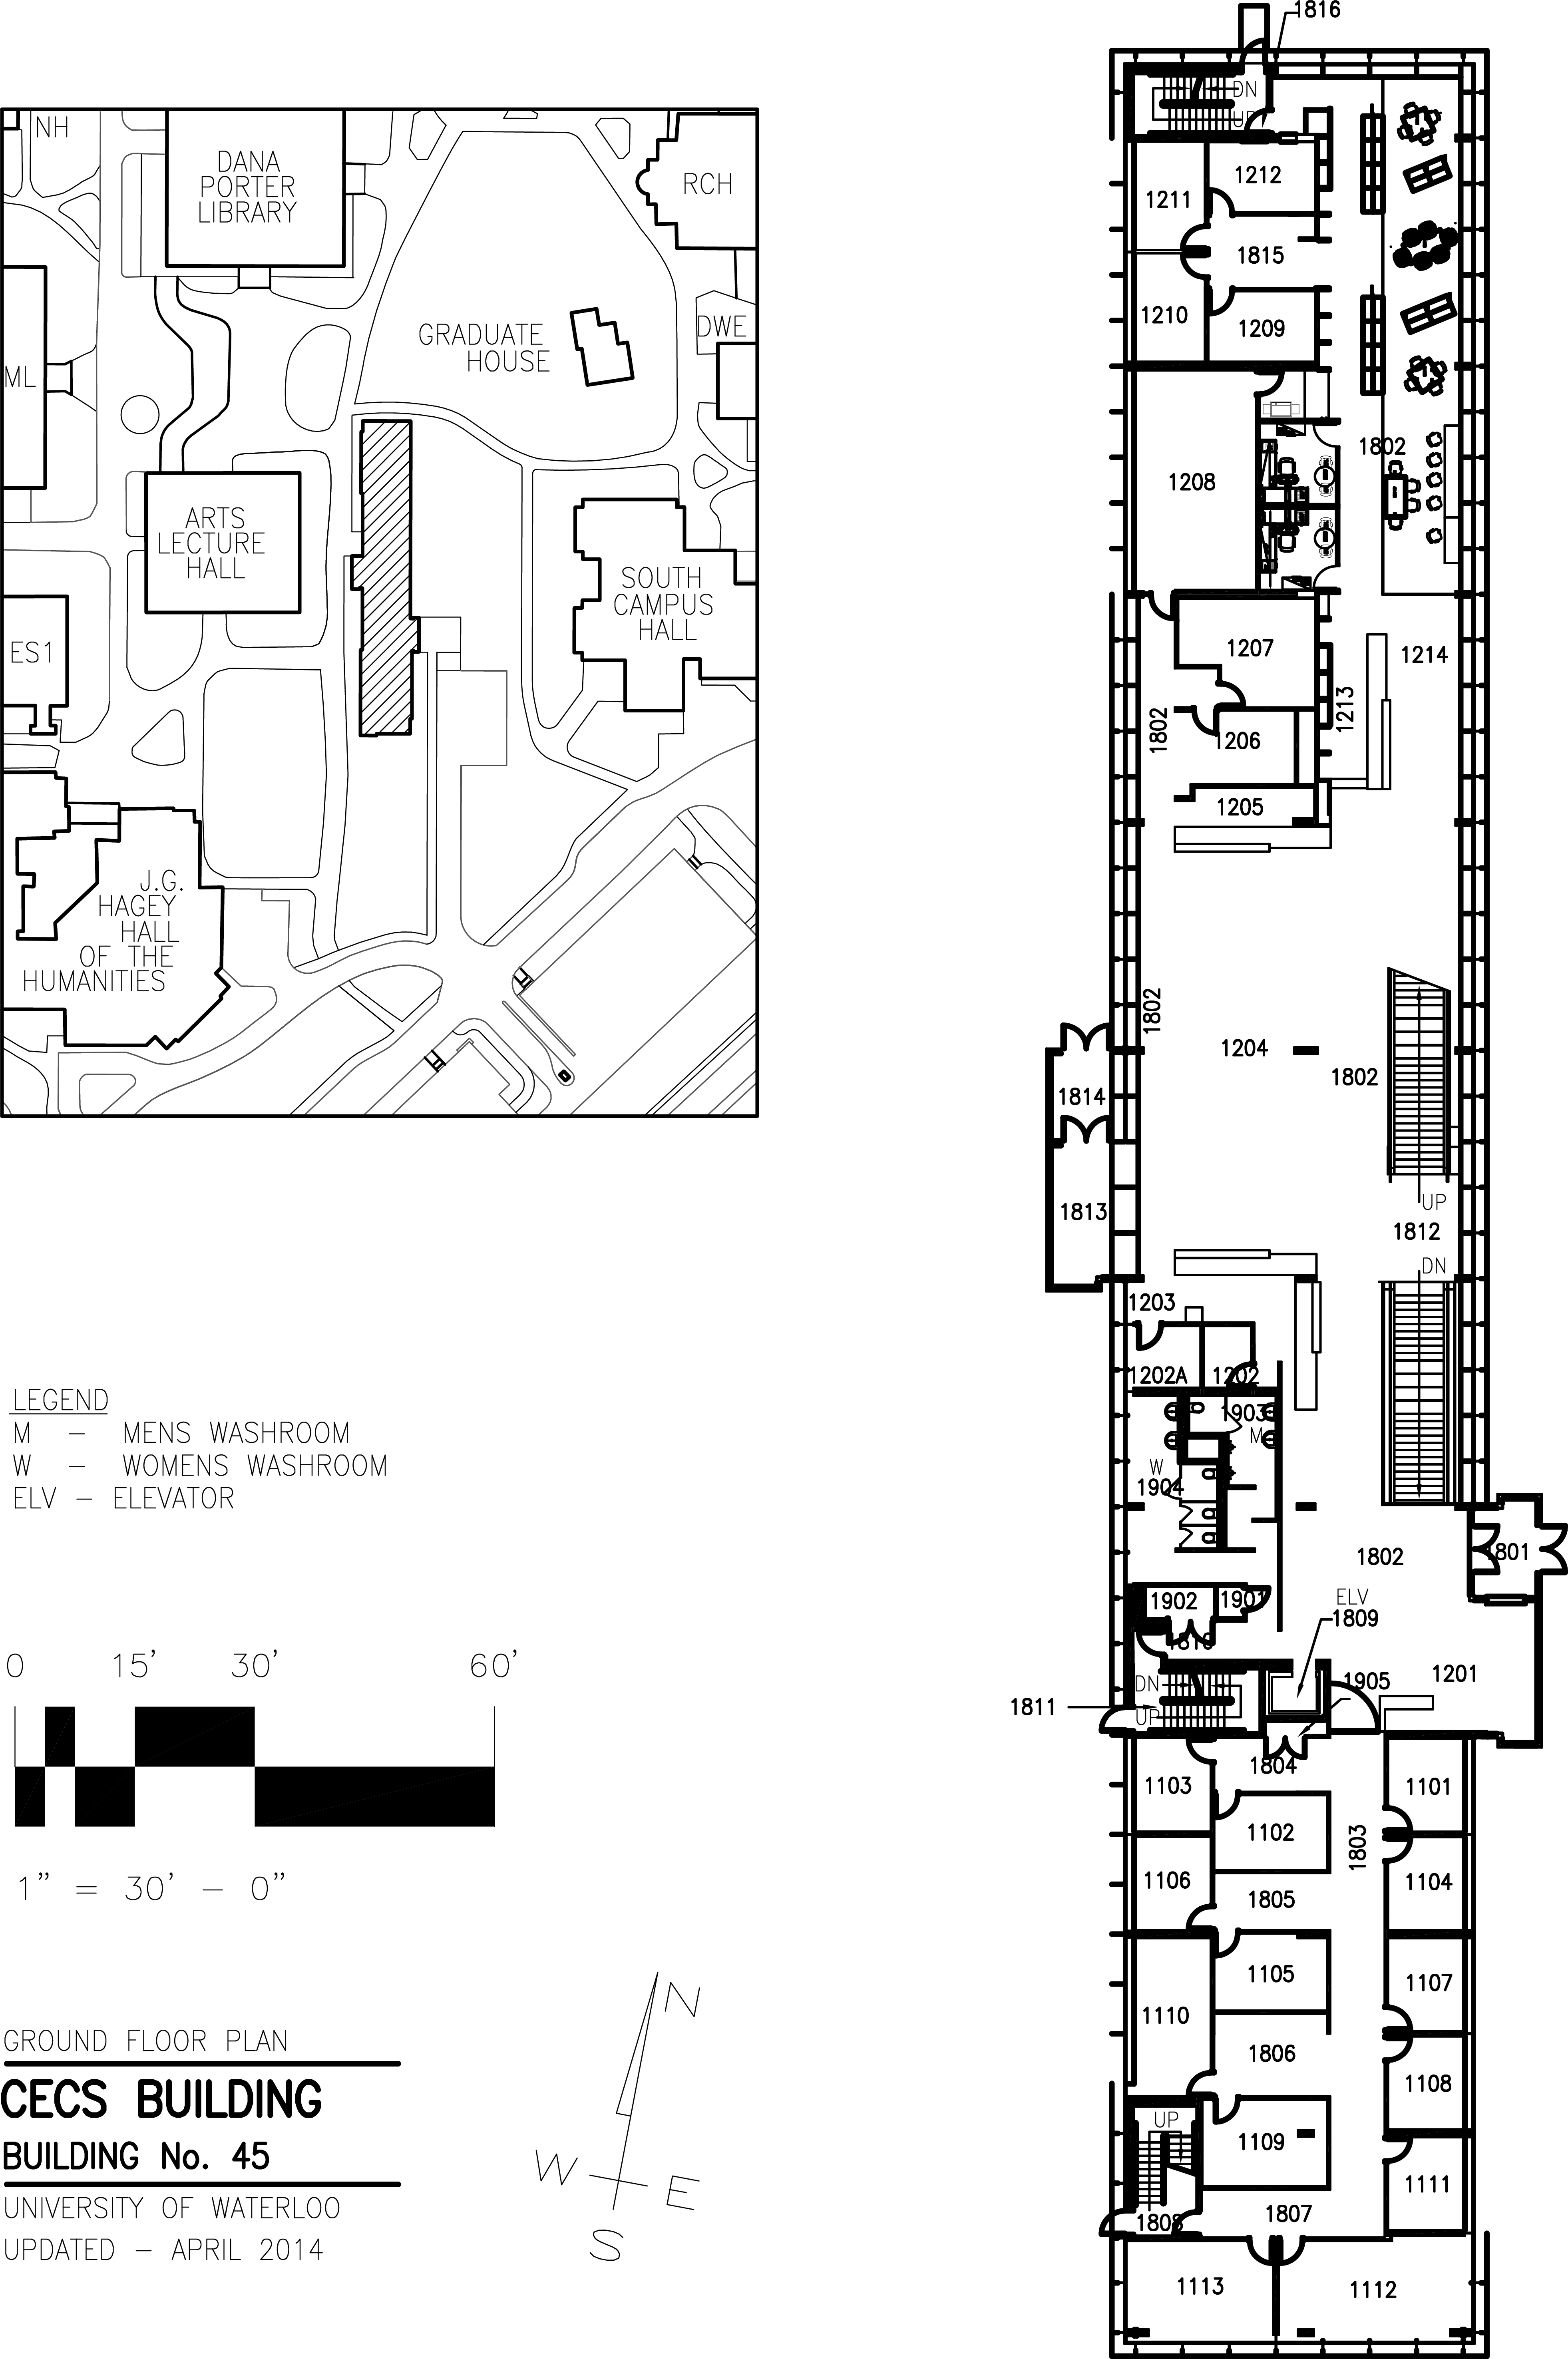 NH
DANA
PORTER
LIBRARY
RCH
GRADUATE
HOUSE
DWE
ML
ARTS
LECTURE
HALL
SOUTH
CAMPUS
HALL
ES1
J.G.
HAGEY
HALL
OF THE
HUMANITIES
LEGEND
M – MENS WASHROOM
W – WOMENS WASHROOM
ELV – ELEVATOR
0 15' 30' 60'
1" = 30' – 0"
GROUND FLOOR PLAN
CECS BUILDING
BUILDING No. 45
UNIVERSITY OF WATERLOO
UPDATED – APRIL 2014
N
W
E
S
1816
DN
UP
1212
1211
1815
1210
1209
1802
1208
1207
1214
1213
1802
1206
1205
1802
1204
1802
1814
1813
UP
1812
DN
1203
1202A
1202
1903
M
W
1904
1802
1801
ELV
1809
1902
1901
1810
1201
1905
DN
1811
UP
1804
1103
1101
1102
1803
1106
1104
1805
1105
1107
1110
1806
1108
UP
1109
1111
1808
1807
1113
1112